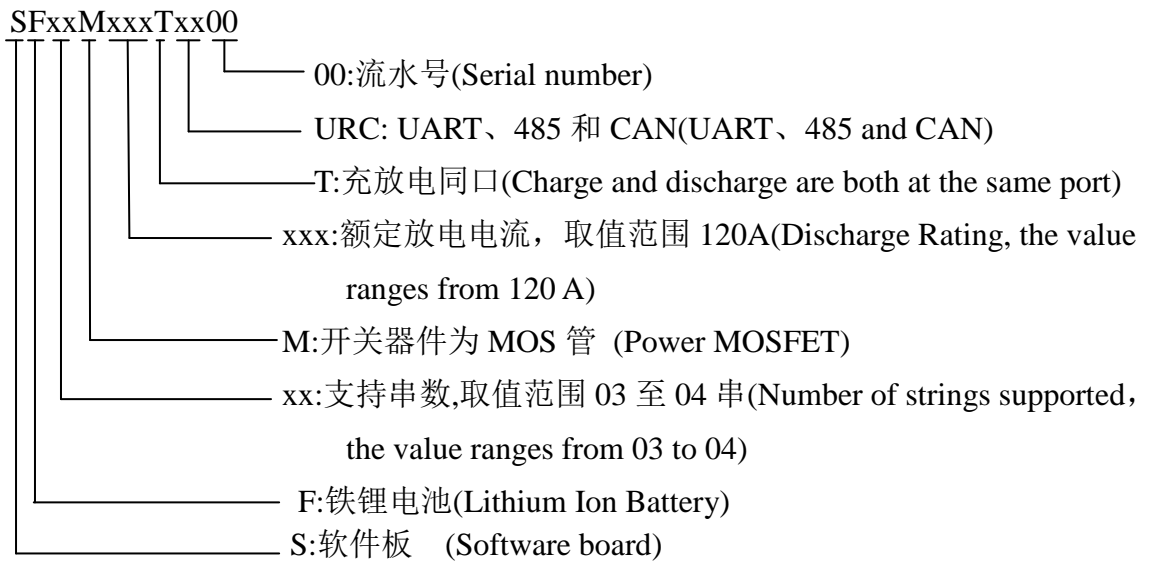 SFxxMxxxTxx00
00:流水号(Serial number)
URC: UART、485 和 CAN(UART、485 and CAN)
T:充放电同口(Charge and discharge are both at the same port)
xxx:额定放电电流，取值范围 120A(Discharge Rating, the value
ranges from 120 A)
M:开关器件为 MOS 管 (Power MOSFET)
xx:支持串数,取值范围 03 至 04 串(Number of strings supported，
the value ranges from 03 to 04)
F:铁锂电池(Lithium Ion Battery)
S:软件板 (Software board)